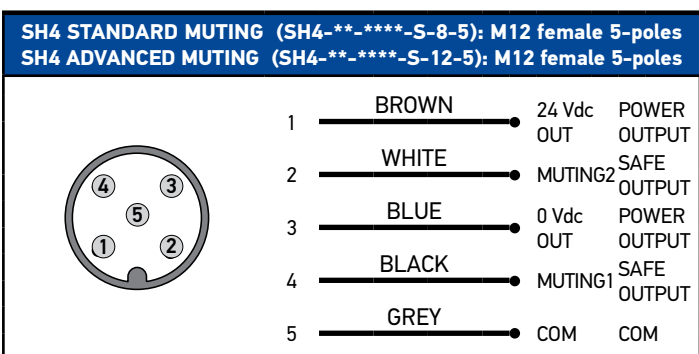 SH4 STANDARD MUTING (SH4-**-****-S-8-5): M12 female 5-poles
SH4 ADVANCED MUTING (SH4-**-****-S-12-5): M12 female 5-poles
4 3
5
1 2
1 BROWN 24 Vdc OUT POWER OUTPUT
2 WHITE MUTING2 SAFE OUTPUT
3 BLUE 0 Vdc OUT POWER OUTPUT
4 BLACK MUTING1 SAFE OUTPUT
5 GREY COM COM